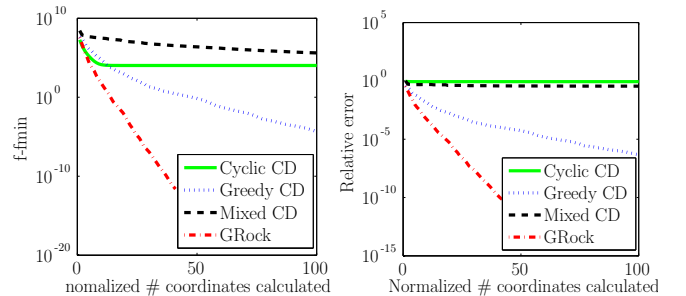 10^10
10^0
10^-10
10^-20
f-fmin
0
50
100
nomalized # coordinates calculated
Cyclic CD
Greedy CD
Mixed CD
GRock
10^5
10^0
10^-5
10^-10
10^-15
Relative error
0
50
100
Normalized # coordinates calculated
Cyclic CD
Greedy CD
Mixed CD
GRock